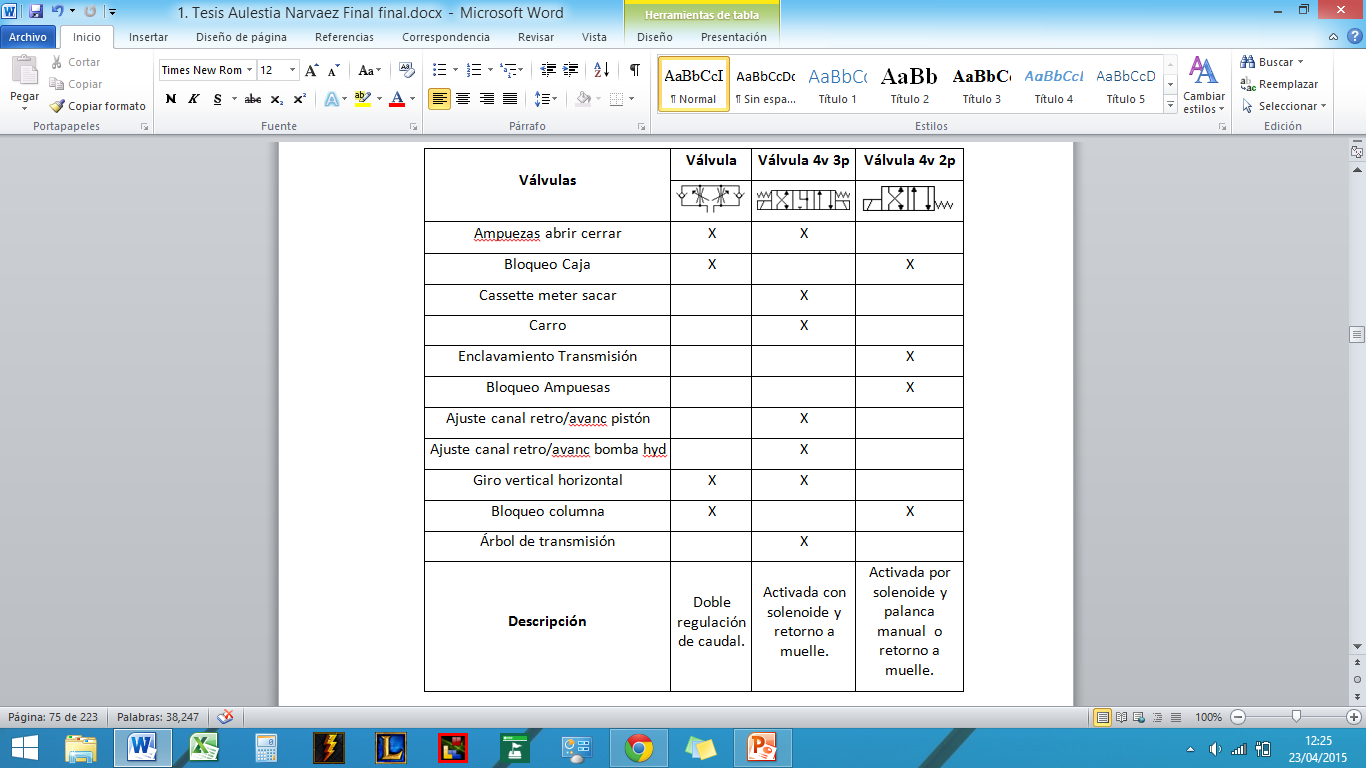 1. Tesis Aulestia Narvaez Final final.docx - Microsoft Word
Herramientas de tabla
Archivo Inicio Insertar Diseño de página Referencias Correspondencia Revisar Vista Diseño Presentación
Pegar
Cortar
Copiar
Copiar formato
Portapapeles
Times New Rom 12
N K S abc x₂ x²
Fuente
Párrafo
AaBbCcI AaBbCcDc AaBbCc AaBb AaBbC AaBbCcI AaBbCcD
¶ Normal ¶ Sin espa... Título 1 Título 2 Título 3 Título 4 Título 5
Estilos
Cambiar
estilos
Buscar
Reemplazar
Seleccionar
Edición
Válvulas Válvula Válvula 4v 3p Válvula 4v 2p
Ampuezas abrir cerrar X X
Bloqueo Caja X X
Cassette meter sacar X
Carro X
Enclavamiento Transmisión X
Bloqueo Ampuesas X
Ajuste canal retro/avanc pistón X
Ajuste canal retro/avanc bomba hyd X
Giro vertical horizontal X X
Bloqueo columna X X
Árbol de transmisión X
Descripción
Doble
regulación
de caudal.
Activada con
solenoide y
retorno a
muelle.
Activada por
solenoide y
palanca
manual o
retorno a
muelle.
Página: 75 de 223 Palabras: 38,247 100%
12:25
23/04/2015